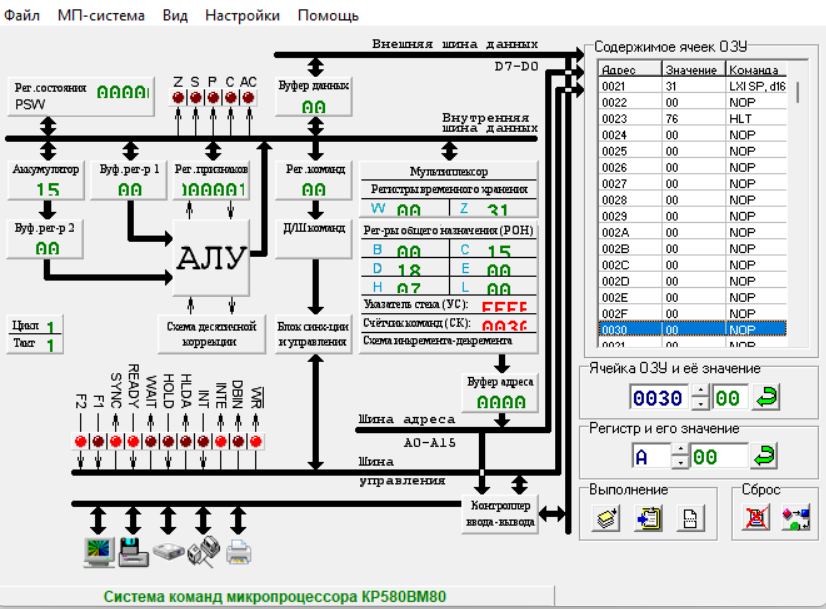 Файл МП-система Вид Настройки Помощь
Внешняя шина данных
D7-D0
Рег.состояния
PSW
Z S P C AC
Буфер данных
00
Внутренняя
шина данных
Аккумулятор
15
Буф.рег-р 1
00
Рег.признаков
Рег.команд
00
Мультиплексор
Регистры временного хранения
W 00 Z 31
Буф.рег-р 2
00
АЛУ
Д/Ш команд
Рег-ры общего назначения (РОН)
B 00 C 15
D 18 E 00
H 07 L 00
Указатель стека (УС): FFFF
Счётчик команд (СК):
Схема инкремента-декремента
Цикл 1
Такт 1
Схема десятичной
коррекции
Блок синх-ции
и управления
Буфер адреса
0000
F2 F1 SYNC READY WAIT HOLD HLDA INT INTE DBIN WR
Шина адреса
A0-A15
Шина
управления
Контроллер
ввода-вывода
Содержимое ячеек ОЗУ
Адрес Значение Команда
0021 31 LXI SP, d16
0022 00 NOP
0023 76 HLT
0024 00 NOP
0025 00 NOP
0026 00 NOP
0027 00 NOP
0028 00 NOP
0029 00 NOP
002A 00 NOP
002B 00 NOP
002C 00 NOP
002D 00 NOP
002E 00 NOP
002F 00 NOP
0030 00 NOP
0031 00 NOP
Ячейка ОЗУ и её значение
0030 00
Регистр и его значение
A 00
Выполнение
Сброс
Система команд микропроцессора КР580ВМ80